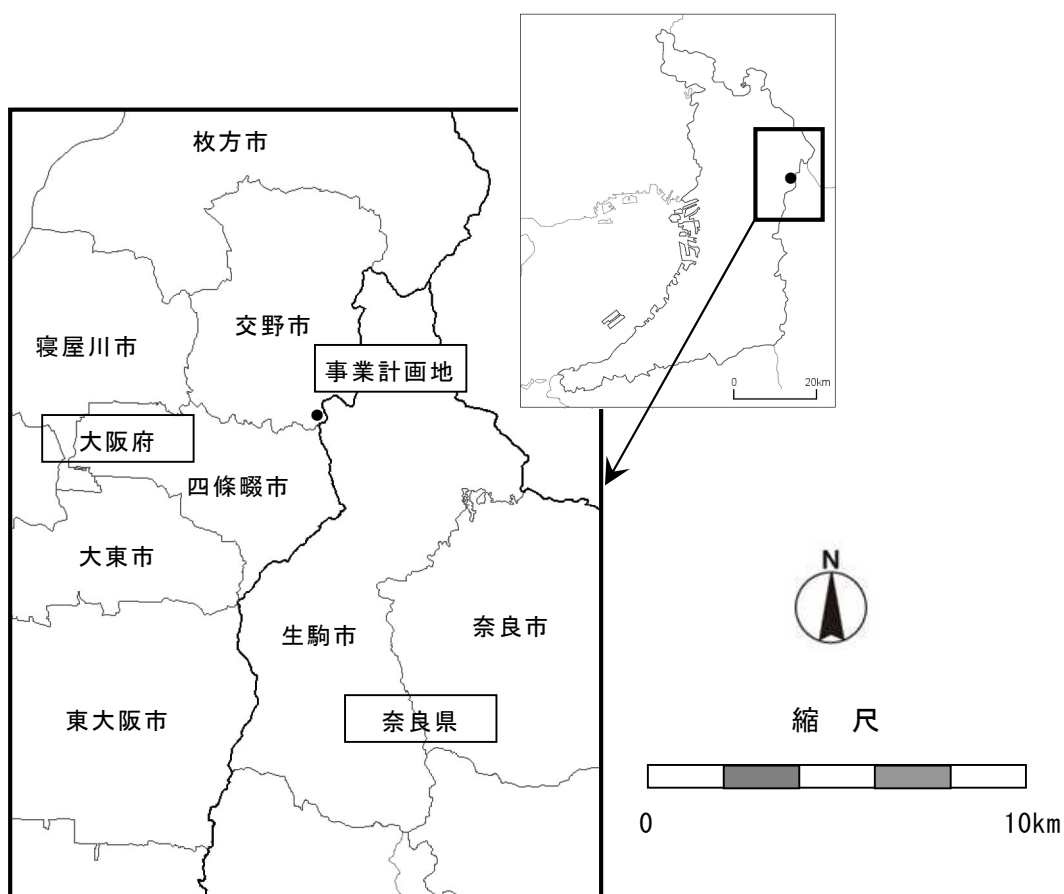 枚方市
交野市
寝屋川市
事業計画地
大阪府
四條畷市
大東市
生駒市
奈良市
東大阪市
奈良県
0 20km
N
縮 尺
0 10km